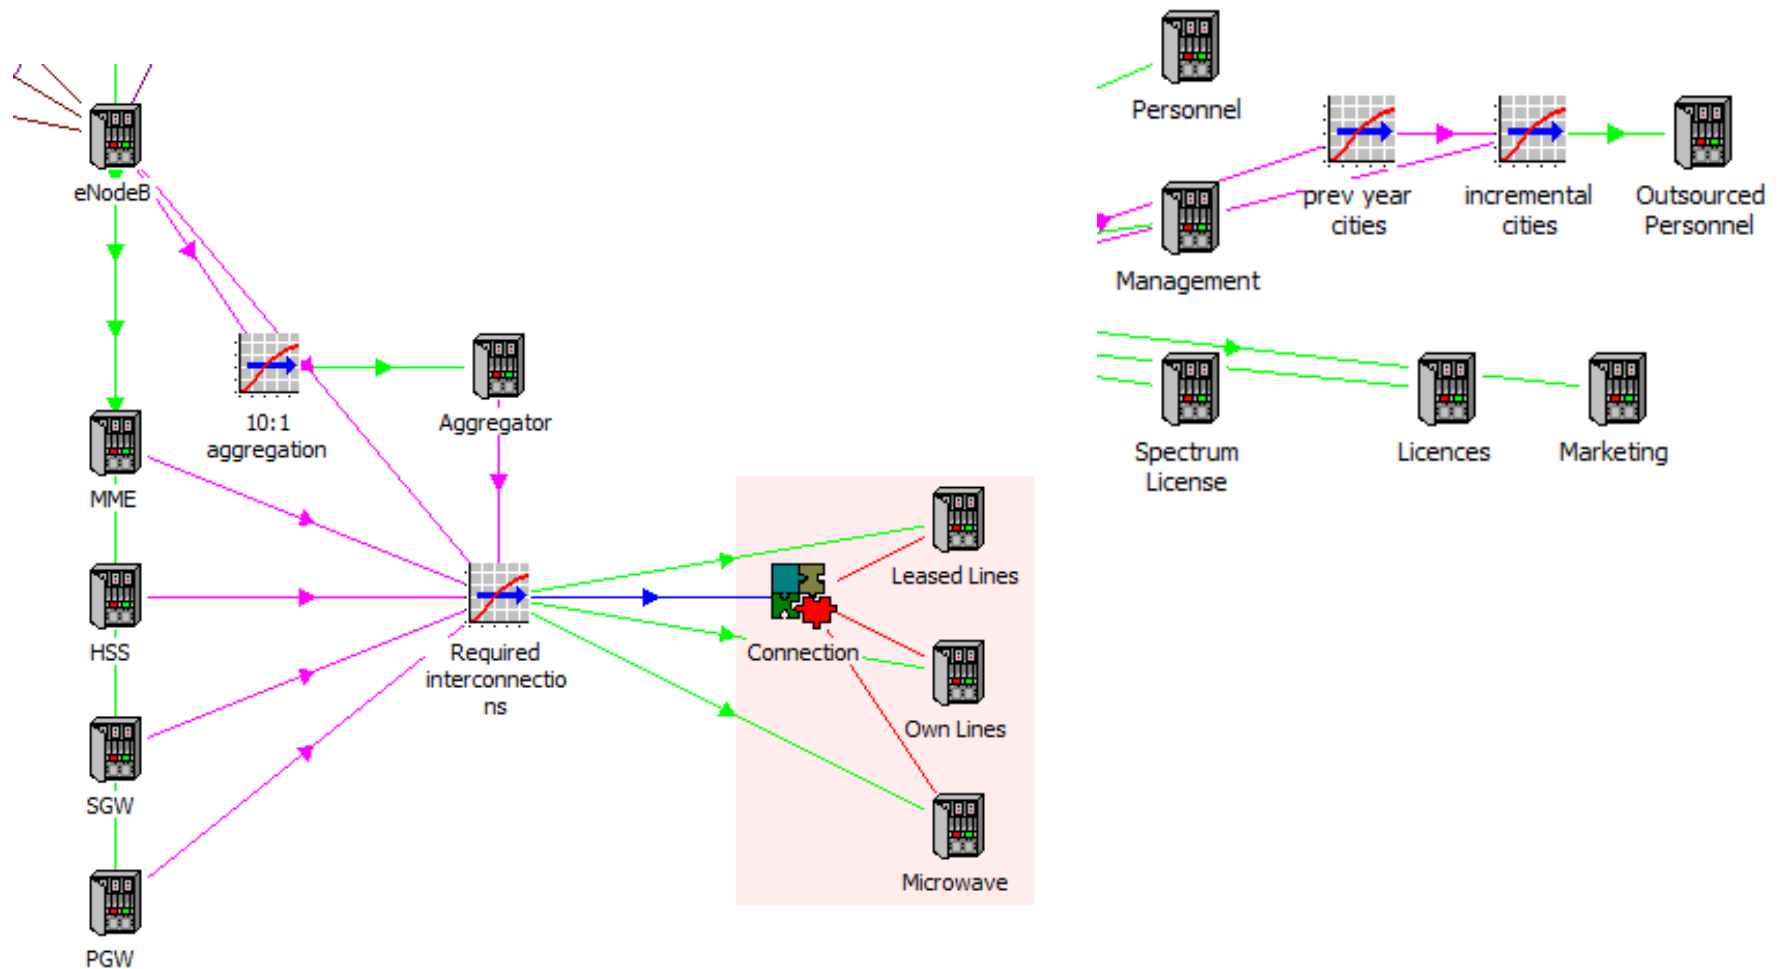 eNodeB
10:1
aggregation
Aggregator
MME
HSS
Required
interconnectio
ns
SGW
PGW
Connection
Leased Lines
Own Lines
Microwave
Personnel
prev year
cities
incremental
cities
Outsourced
Personnel
Management
Spectrum
License
Licences
Marketing